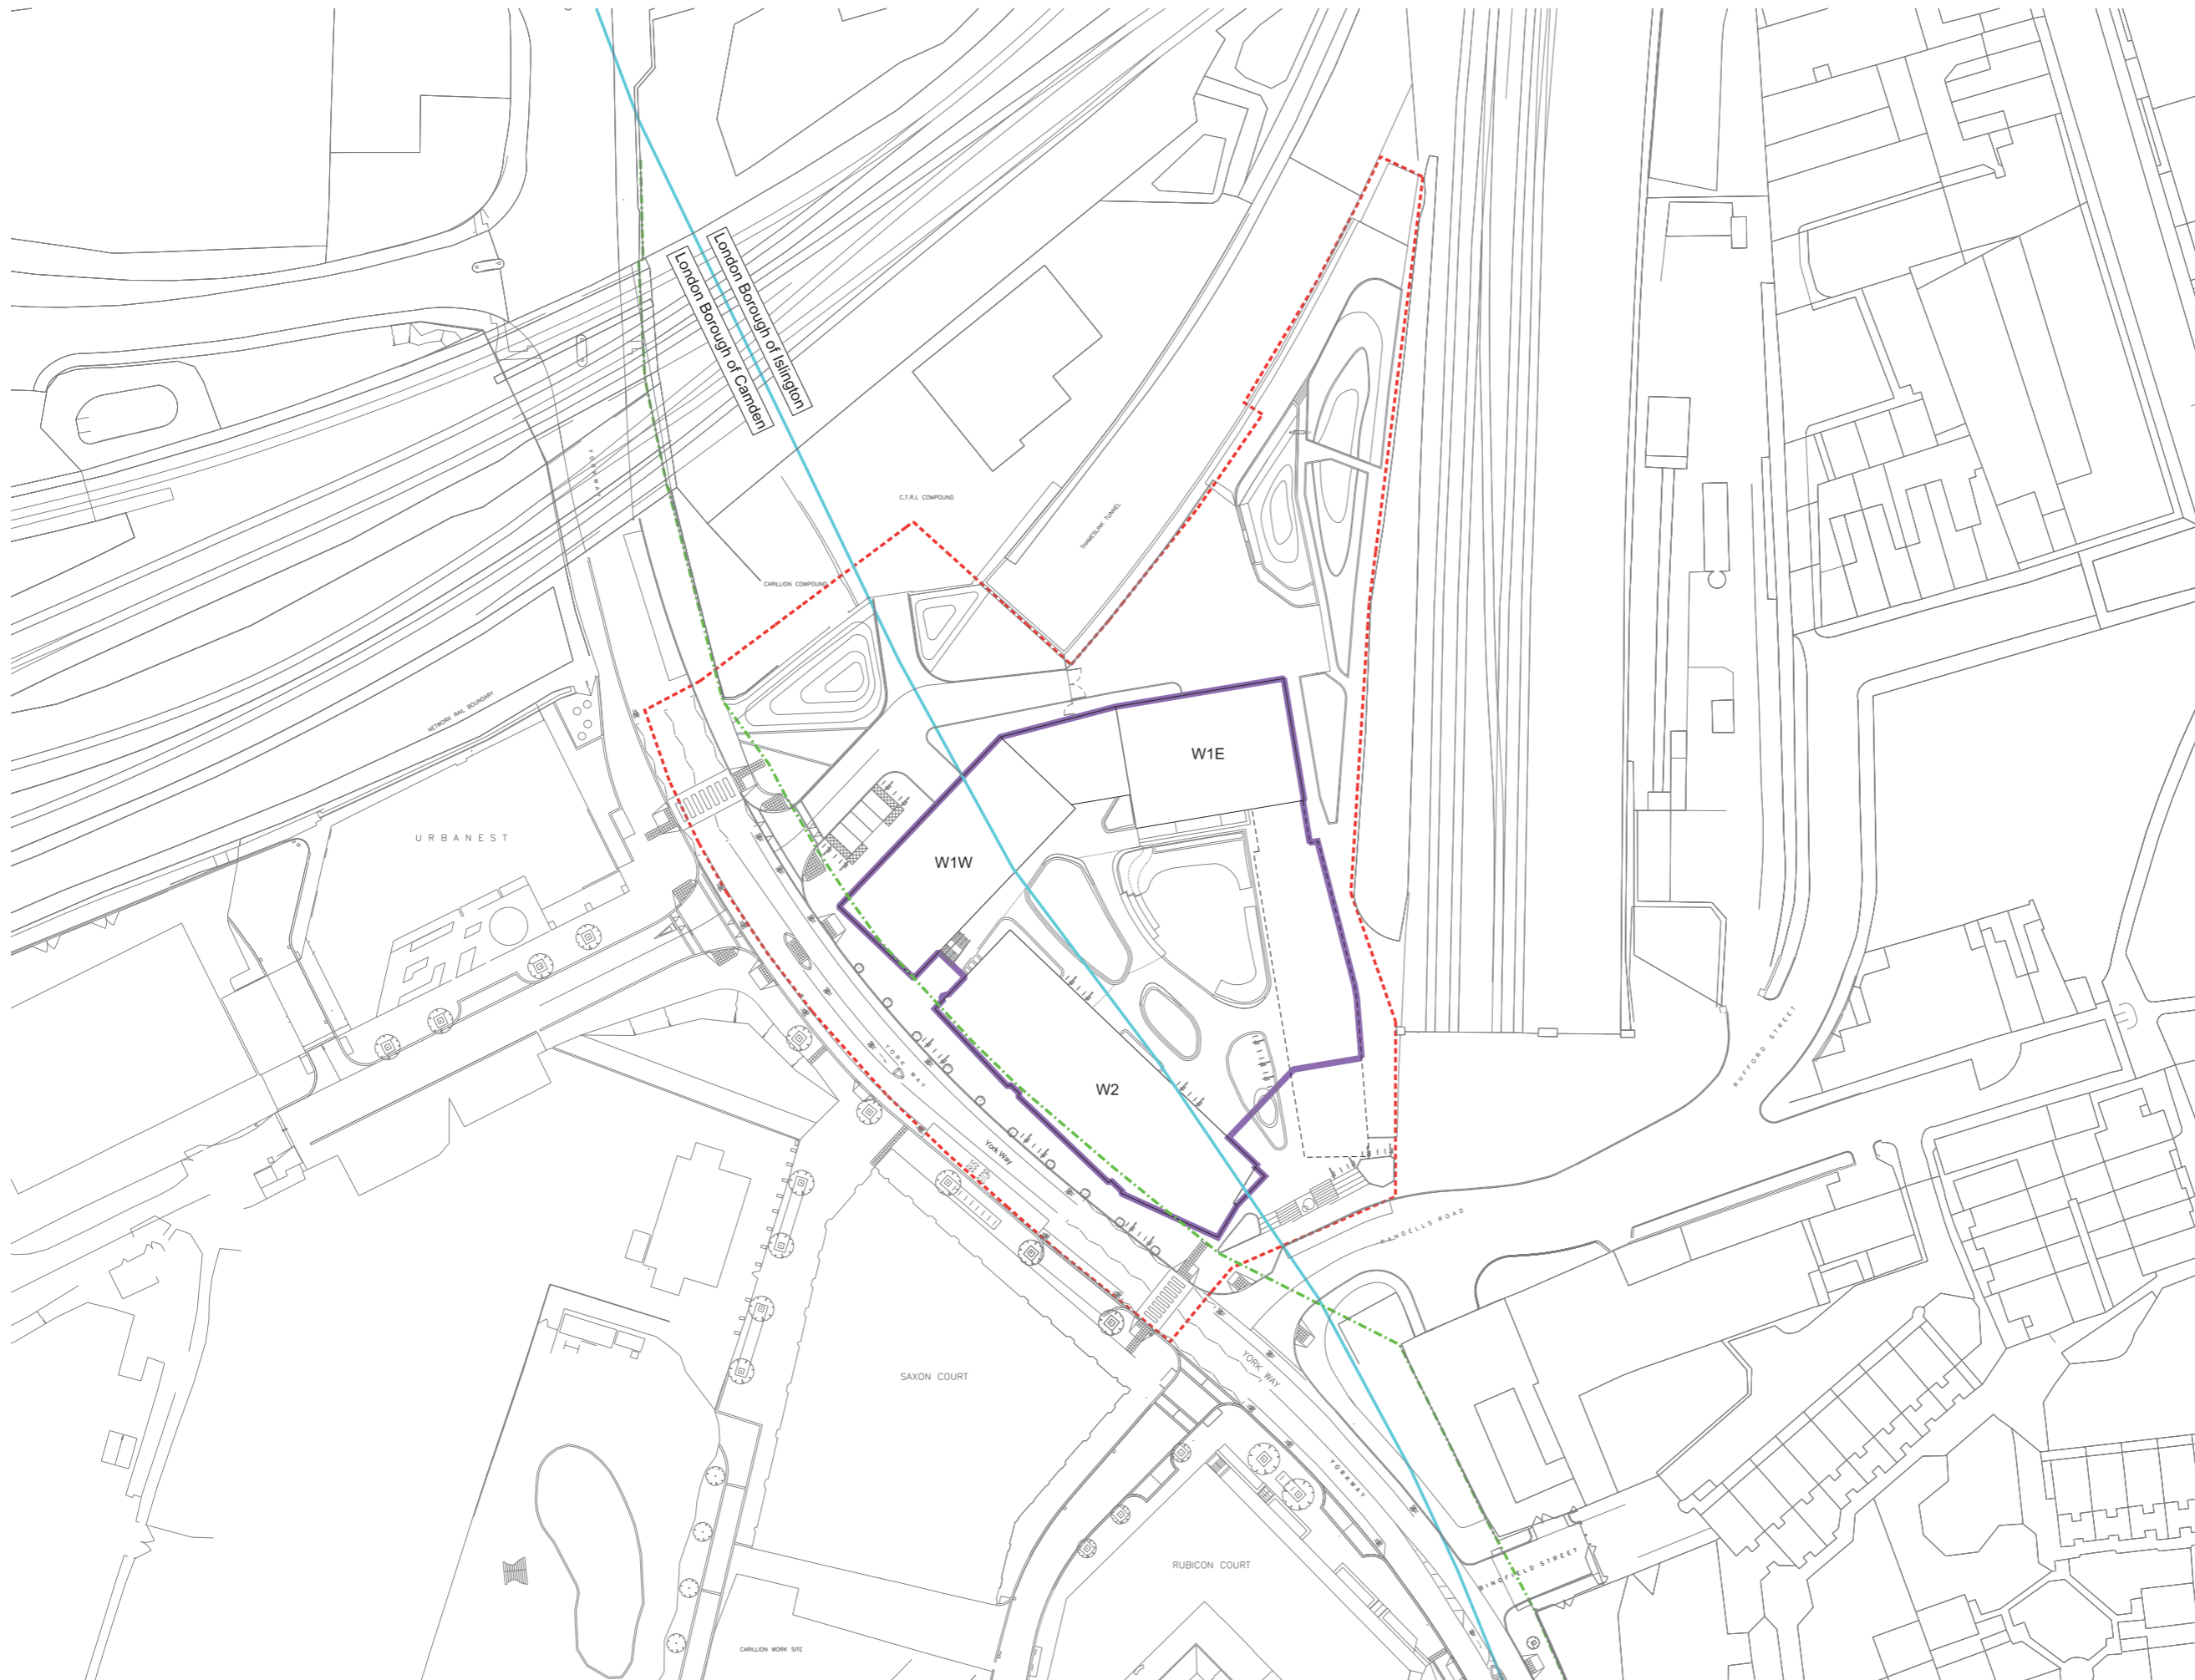 London Borough of Islington
London Borough of Camden
YORKWAY
C.T.R.L COMPOUND
THAMESLINK TUNNEL
CARILLION COMPOUND
NETWORK RAIL BOUNDARY
W1E
URBANEST
W1W
RUFFORD STREET
YORK WAY
W2
York Way
RANDELLS ROAD
SAXON COURT
YORK WAY
YORKWAY
RUBICON COURT
BINGFIELD STREET
CARILLION WORK SITE